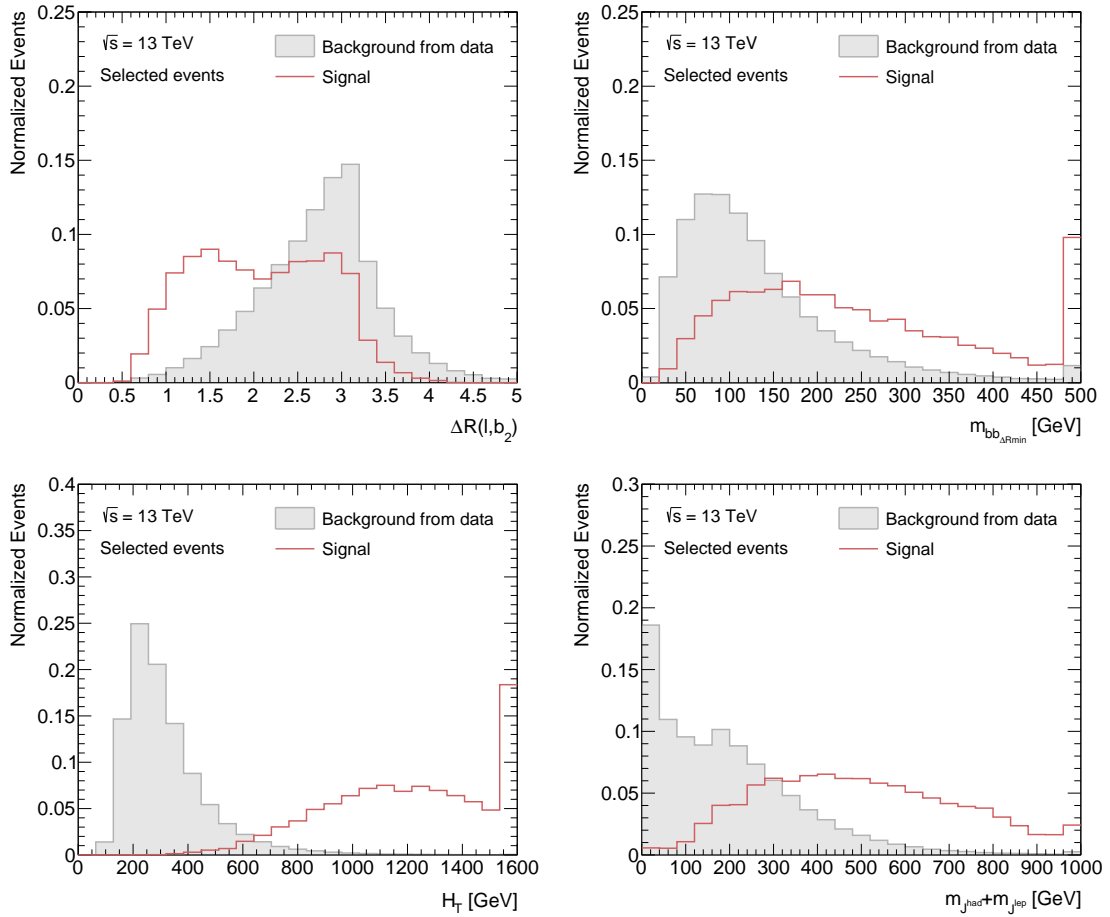 Normalized Events
0.25
0.2
0.15
0.1
0.05
0
√s = 13 TeV
Selected events
Background from data
Signal
0 0.5 1 1.5 2 2.5 3 3.5 4 4.5 5
ΔR(l,b₂)
Normalized Events
0.25
0.2
0.15
0.1
0.05
0
√s = 13 TeV
Selected events
Background from data
Signal
0 50 100 150 200 250 300 350 400 450 500
m_bb_ΔRmin [GeV]
Normalized Events
0.4
0.35
0.3
0.25
0.2
0.15
0.1
0.05
0
√s = 13 TeV
Selected events
Background from data
Signal
0 200 400 600 800 1000 1200 1400 1600
H_T [GeV]
Normalized Events
0.3
0.25
0.2
0.15
0.1
0.05
0
√s = 13 TeV
Selected events
Background from data
Signal
0 100 200 300 400 500 600 700 800 900 1000
m_J^had+m_J^lep [GeV]